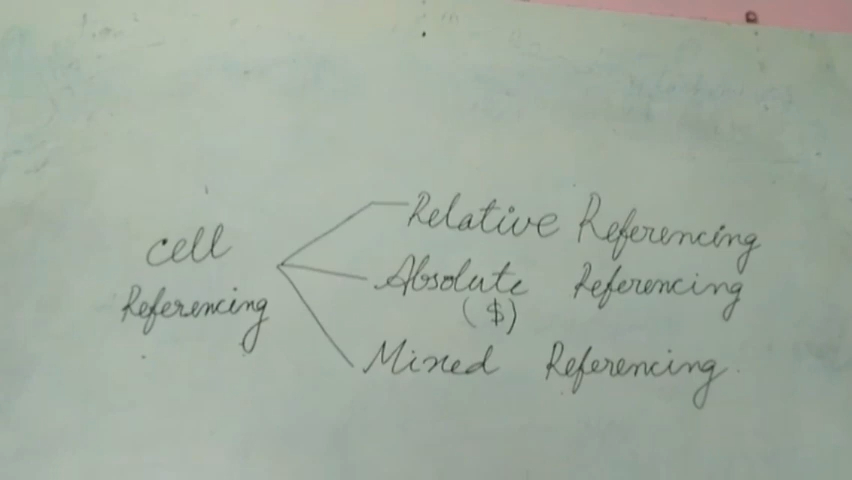 Cell
Referencing
Relative Referencing
Absolute Referencing
($)
Mixed Referencing.